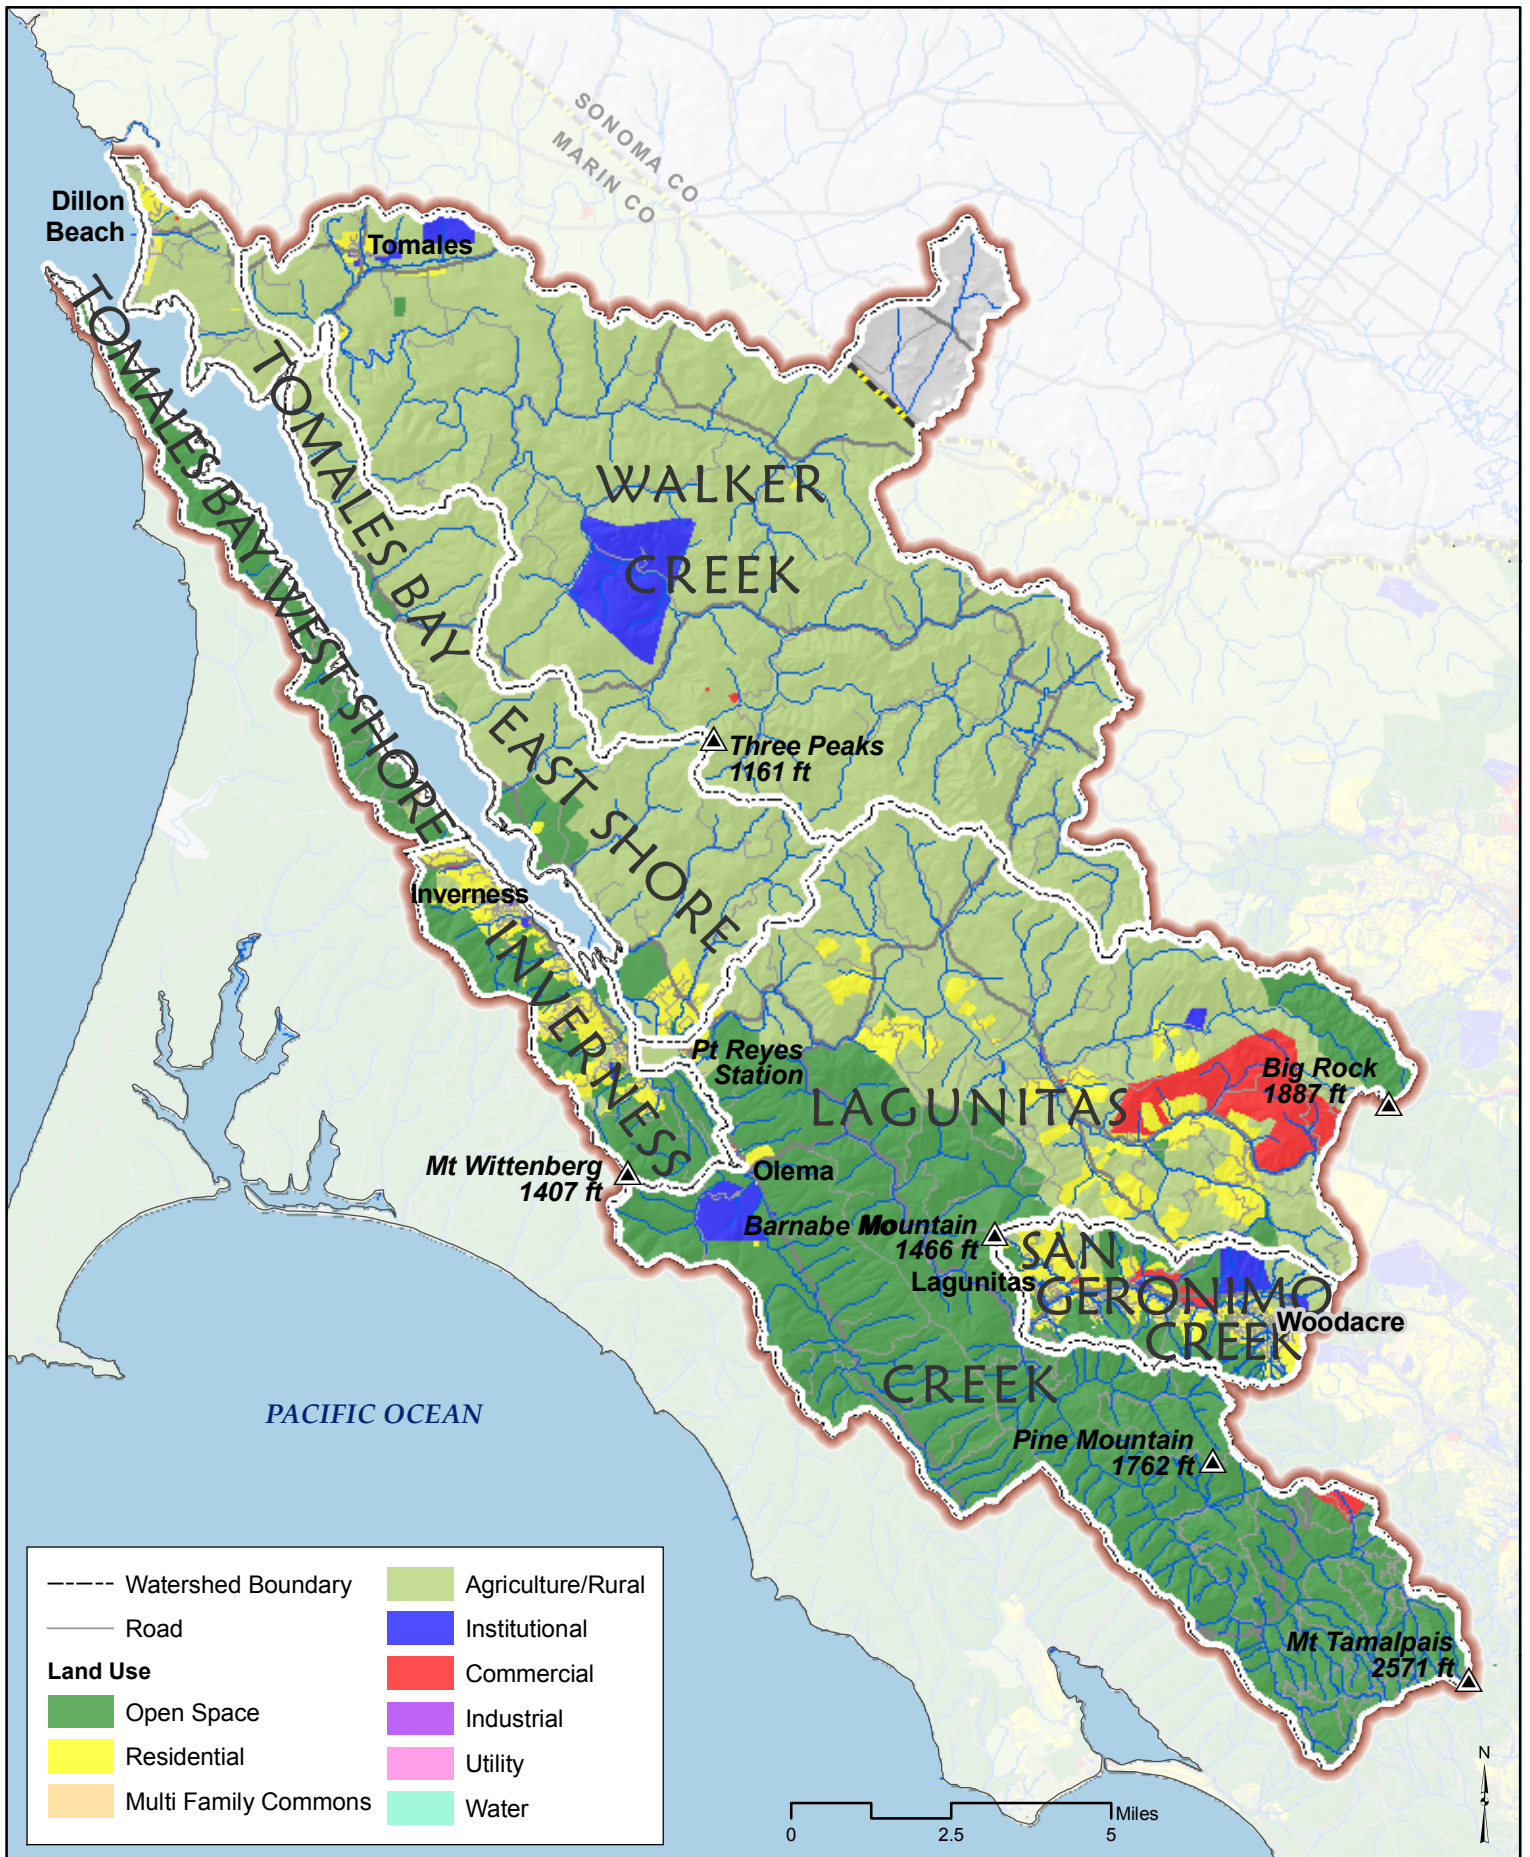 SONOMA CO
MARIN CO
Dillon
Beach
Tomales
TOMALES BAY WEST SHORE
TOMALES BAY
EAST SHORE
WALKER
CREEK
Three Peaks
1161 ft
Inverness
INVERNESS
Pt Reyes
Station
LAGUNITAS
CREEK
Big Rock
1887 ft
Mt Wittenberg
1407 ft
Olema
Barnabe Mountain
1466 ft
Lagunitas
SAN
GERONIMO
CREEK
Woodacre
PACIFIC OCEAN
Pine Mountain
1762 ft
Mt Tamalpais
2571 ft
Watershed Boundary
Road
Land Use
Open Space
Residential
Multi Family Commons
Agriculture/Rural
Institutional
Commercial
Industrial
Utility
Water
Miles
0 2.5 5
N